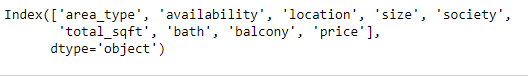 Index(['area_type', 'availability', 'location', 'size', 'society',
       'total_sqft', 'bath', 'balcony', 'price'],
      dtype='object')